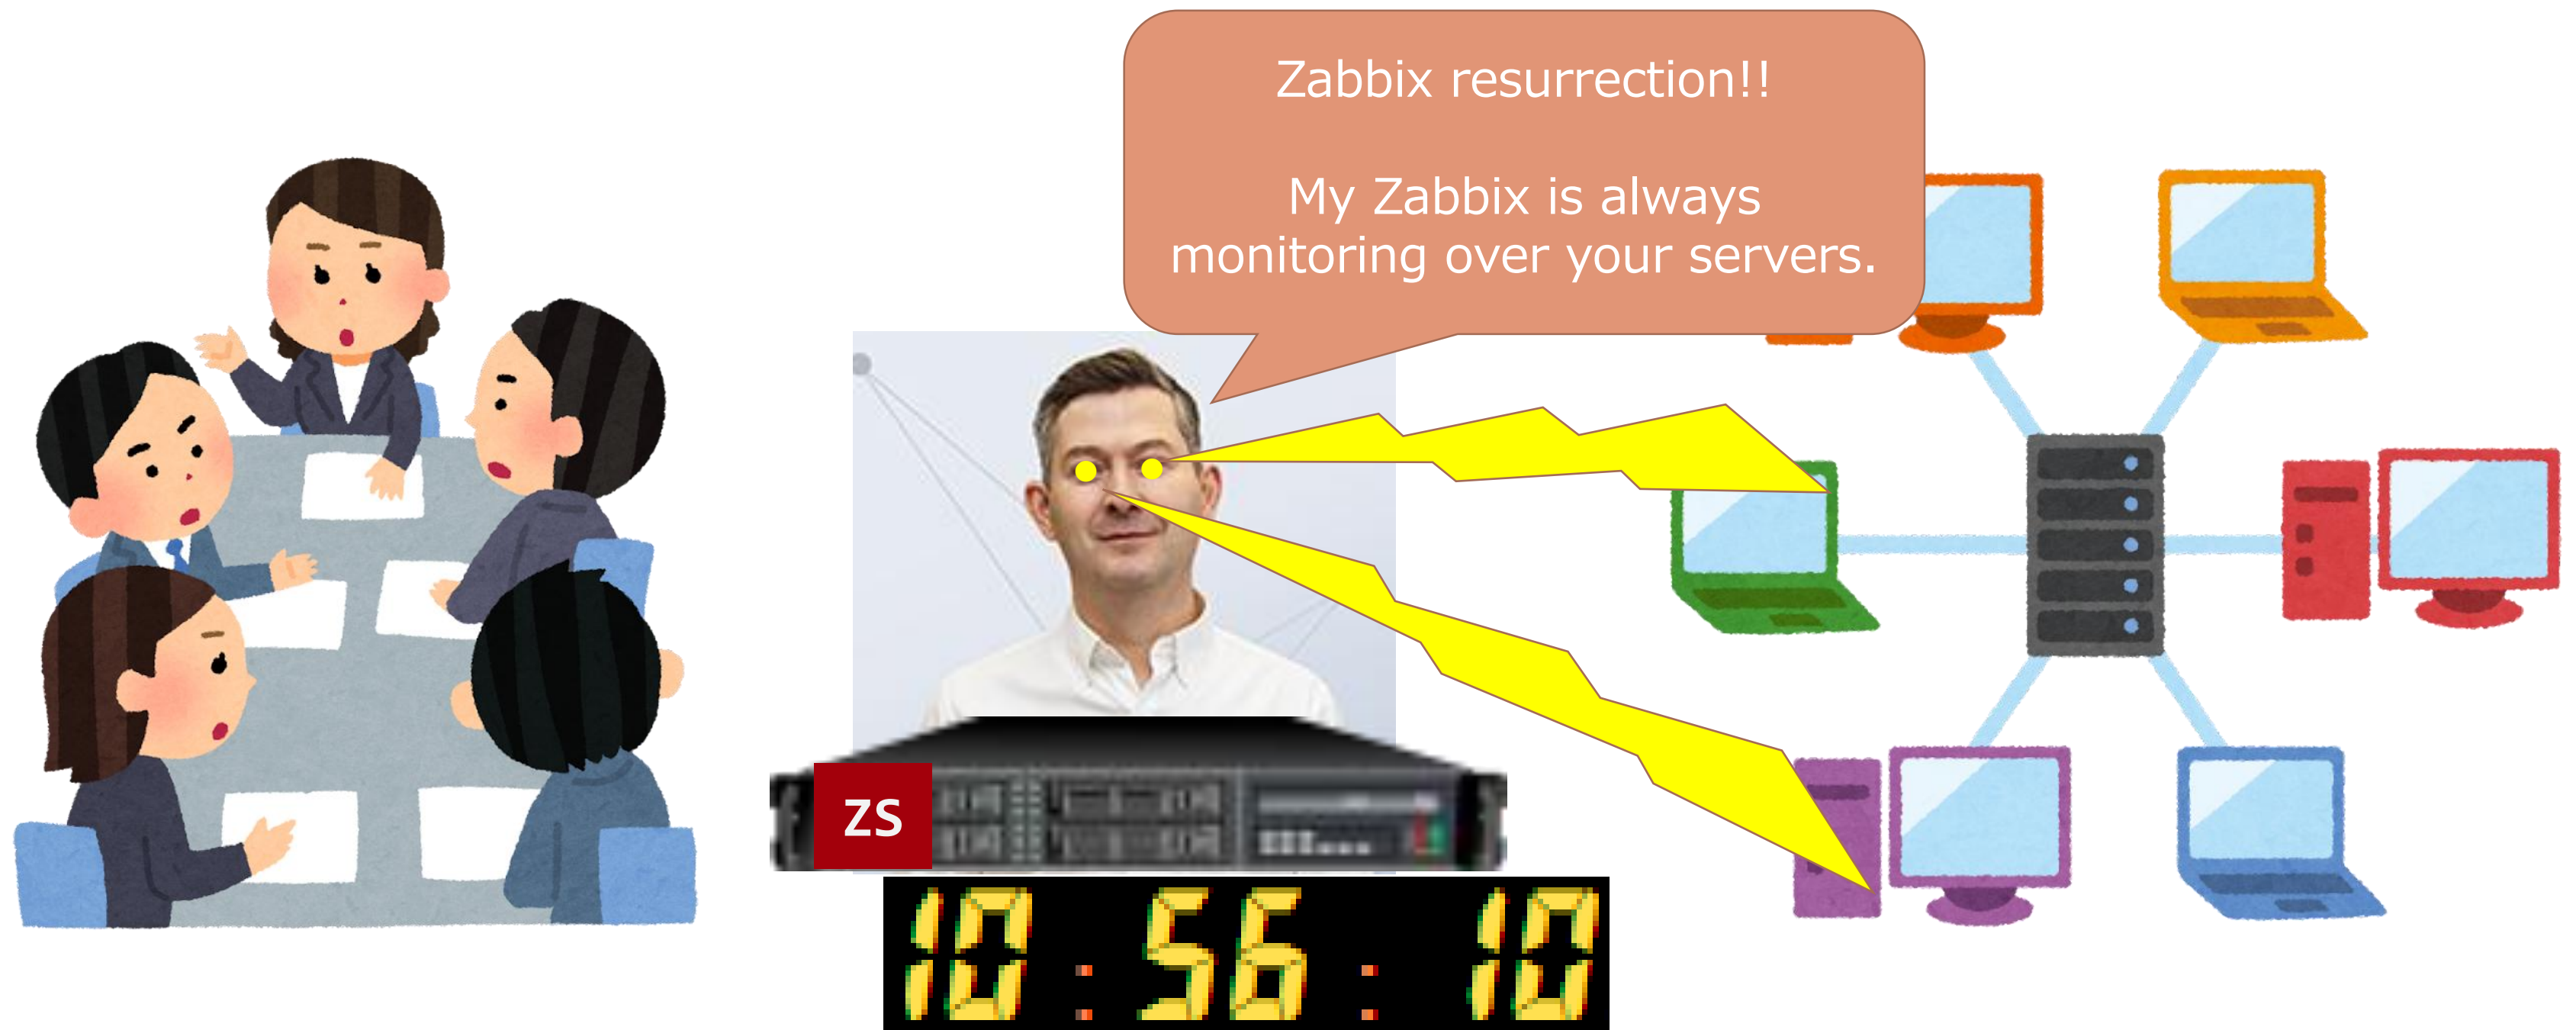 Zabbix resurrection!!
My Zabbix is always
monitoring over your servers.
ZS
10 : 56 : 10